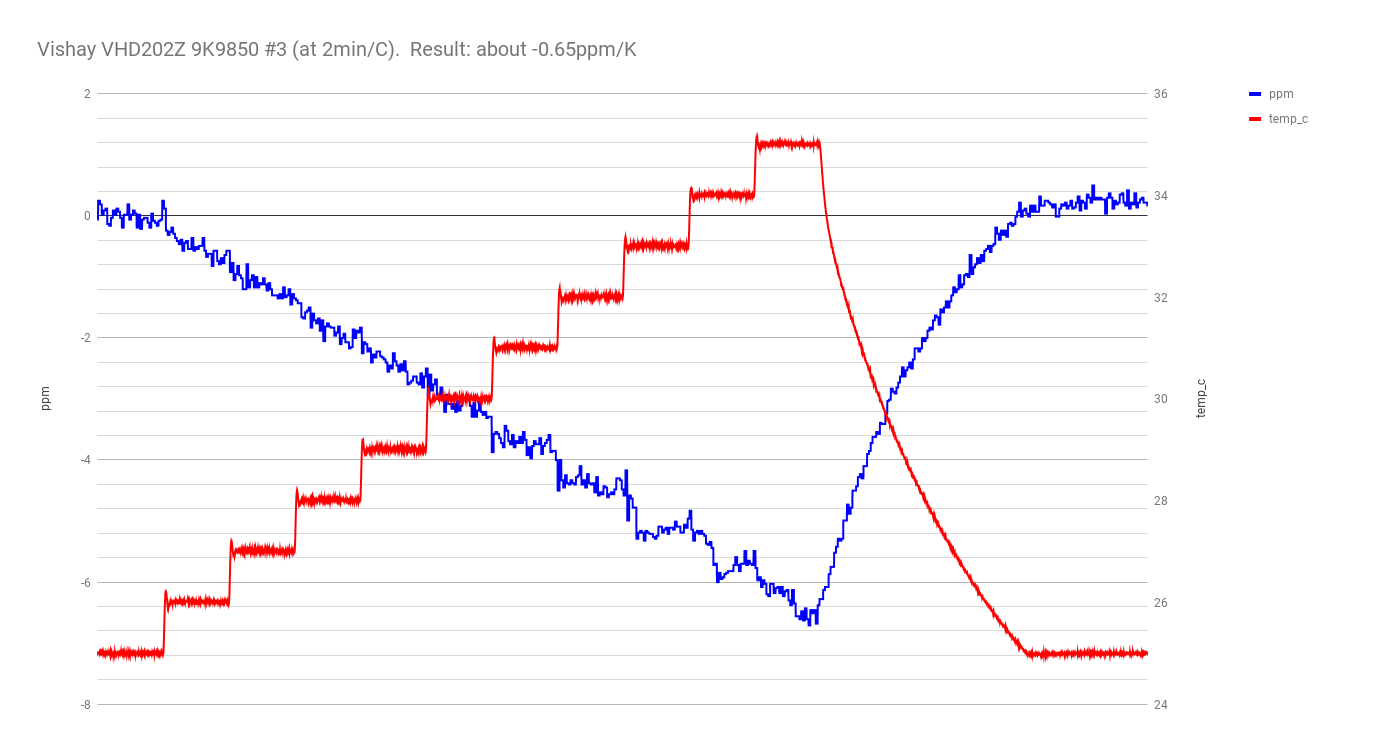 Vishay VHD202Z 9K9850 #3 (at 2min/C).  Result: about -0.65ppm/K
2
0
-2
-4
-6
-8
ppm
36
34
32
30
28
26
24
temp_c
ppm
temp_c